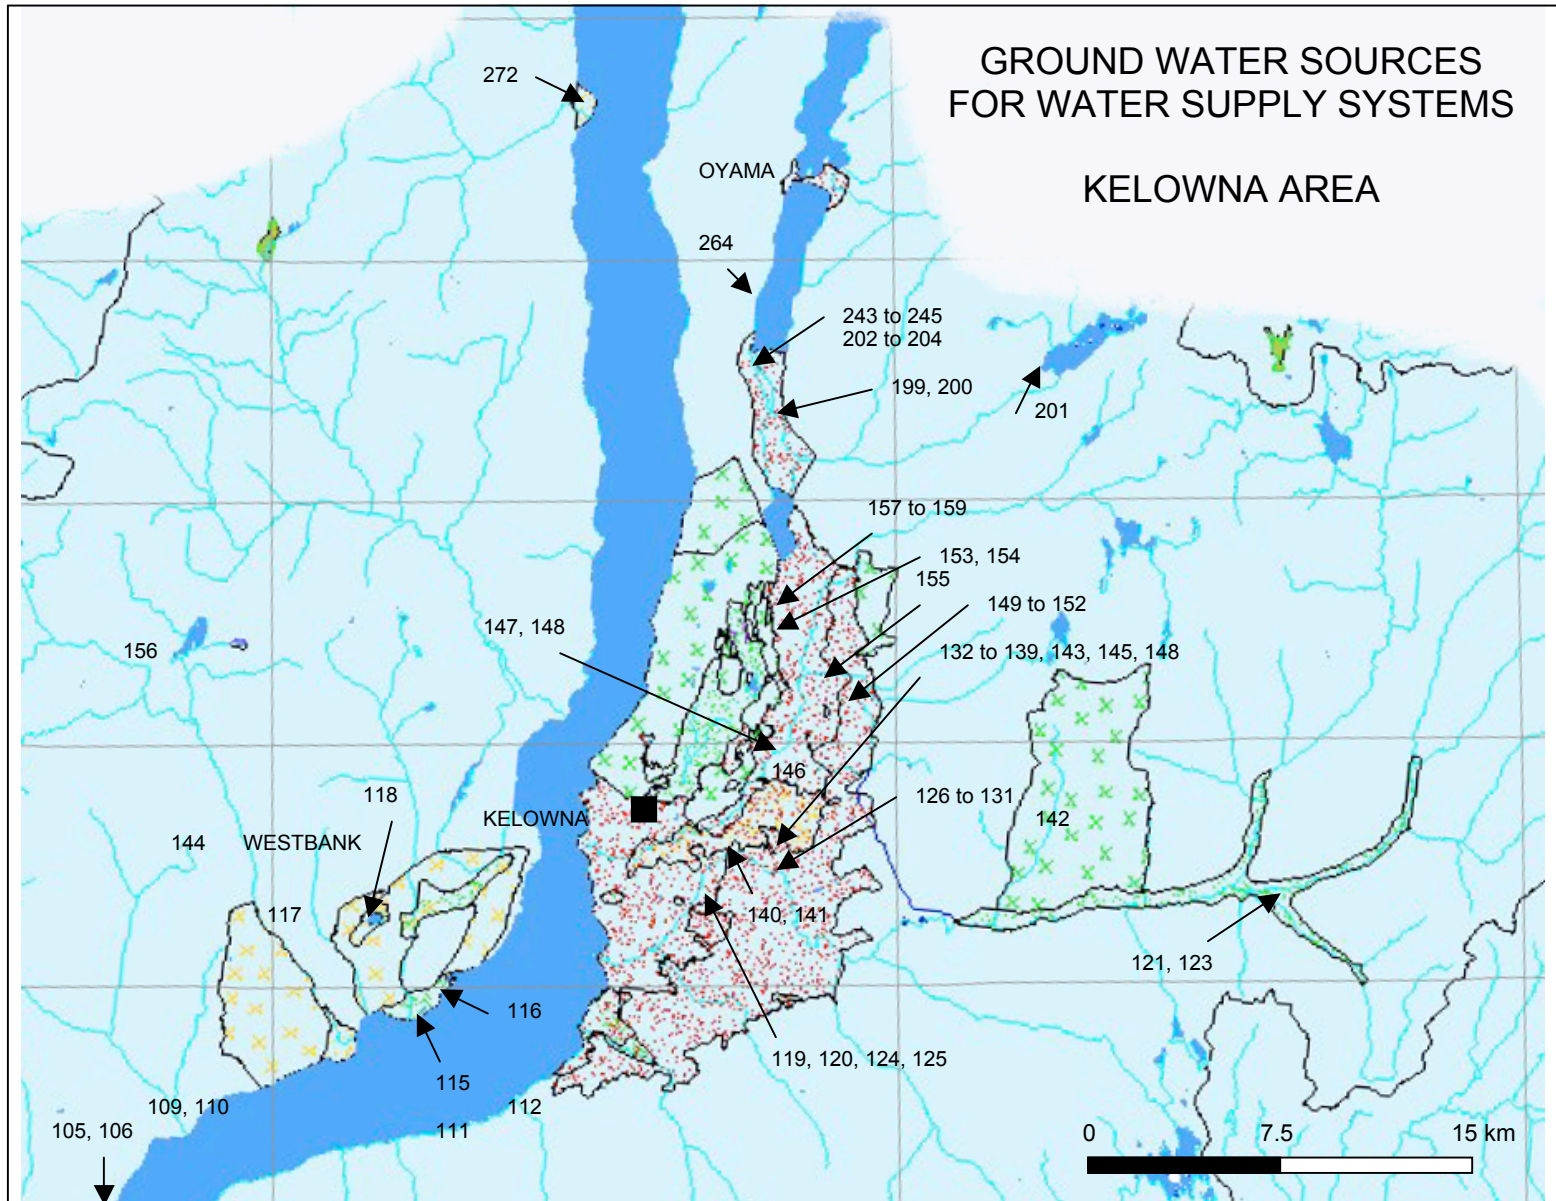 GROUND WATER SOURCES
FOR WATER SUPPLY SYSTEMS
KELOWNA AREA
272
OYAMA
264
243 to 245
202 to 204
199, 200
201
157 to 159
153, 154
155
149 to 152
147, 148
132 to 139, 143, 145, 148
156
146
126 to 131
118
KELOWNA
142
144
WESTBANK
117
140, 141
121, 123
116
119, 120, 124, 125
115
109, 110
112
105, 106
111
0 7.5 15 km